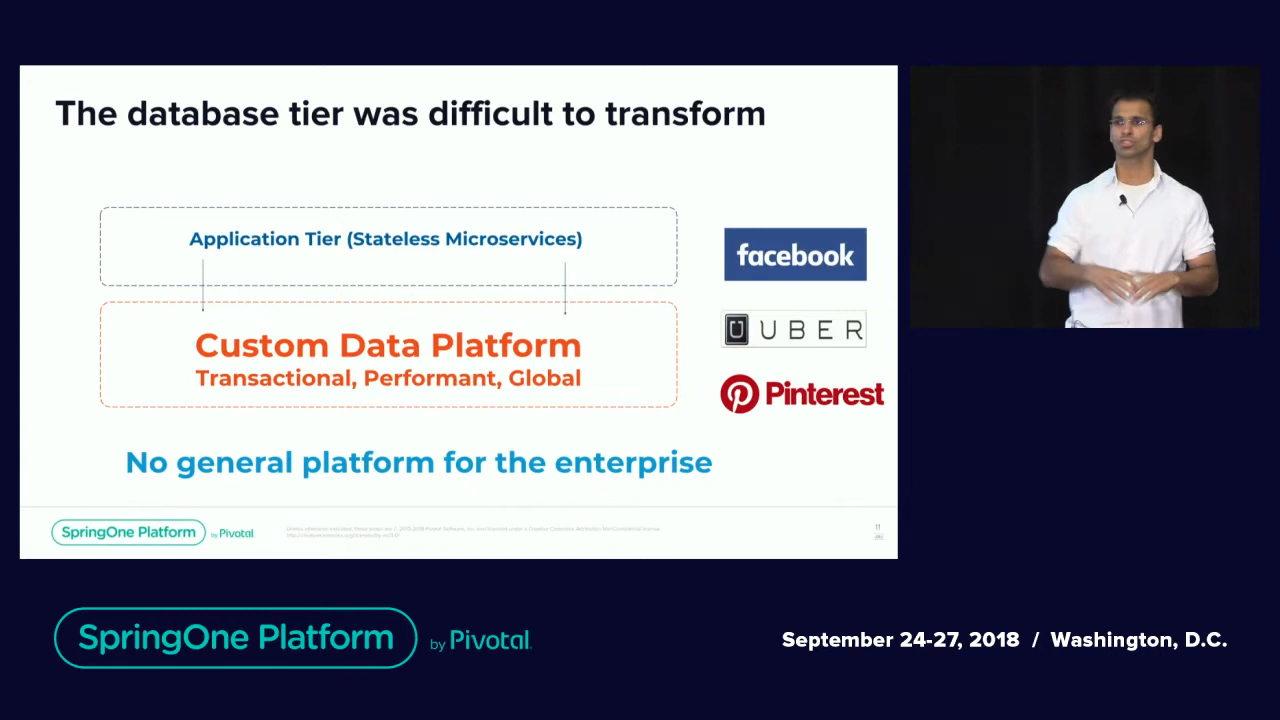 The database tier was difficult to transform
Application Tier (Stateless Microservices)
Custom Data Platform
Transactional, Performant, Global
facebook
UBER
Pinterest
No general platform for the enterprise
SpringOne Platform by Pivotal
11
SpringOne Platform by Pivotal.
September 24-27, 2018 / Washington, D.C.